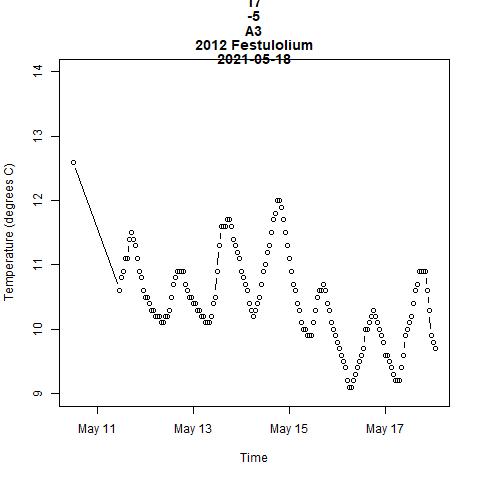 17
-5
A3
2012 Festulolium
2021-05-18
14
13
12
11
10
9
Temperature (degrees C)
May 11
May 13
May 15
May 17
Time